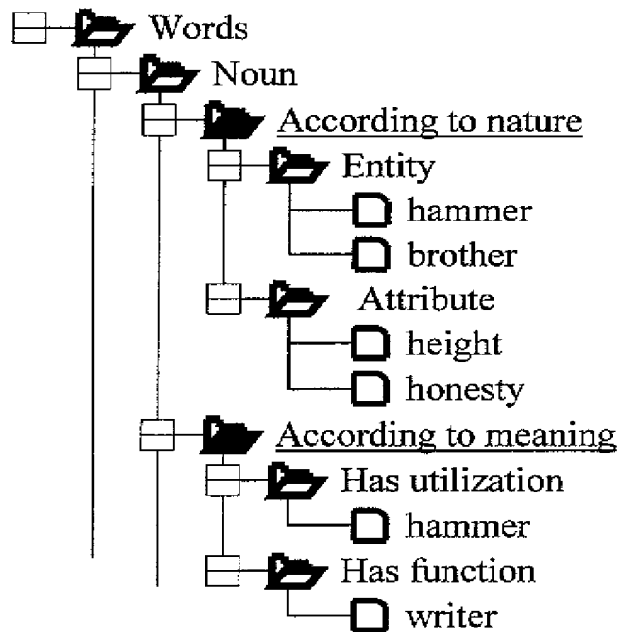 Words
Noun
According to nature
Entity
hammer
brother
Attribute
height
honesty
According to meaning
Has utilization
hammer
Has function
writer